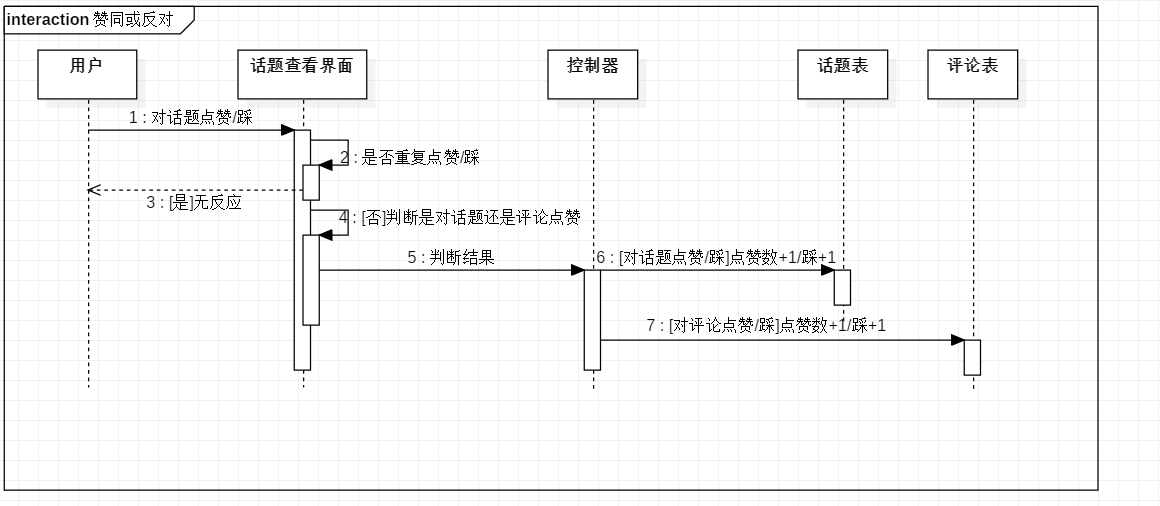 interaction 赞同或反对
用户
话题查看界面
控制器
话题表
评论表
1 : 对话题点赞/踩
2 : 是否重复点赞/踩
3 : [是]无反应
4 : [否]判断是对话题还是评论点赞
5 : 判断结果
6 : [对话题点赞/踩]点赞数+1/踩+1
7 : [对评论点赞/踩]点赞数+1/踩+1